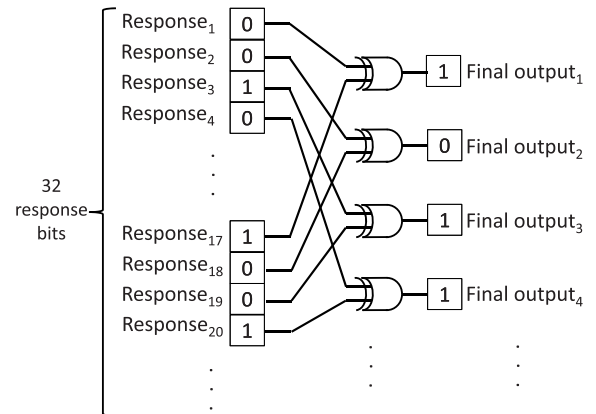 Response₁ 0
Response₂ 0
Response₃ 1
Response₄ 0
32
response
bits
Response₁₇ 1
Response₁₈ 0
Response₁₉ 0
Response₂₀ 1
1 Final output₁
0 Final output₂
1 Final output₃
1 Final output₄